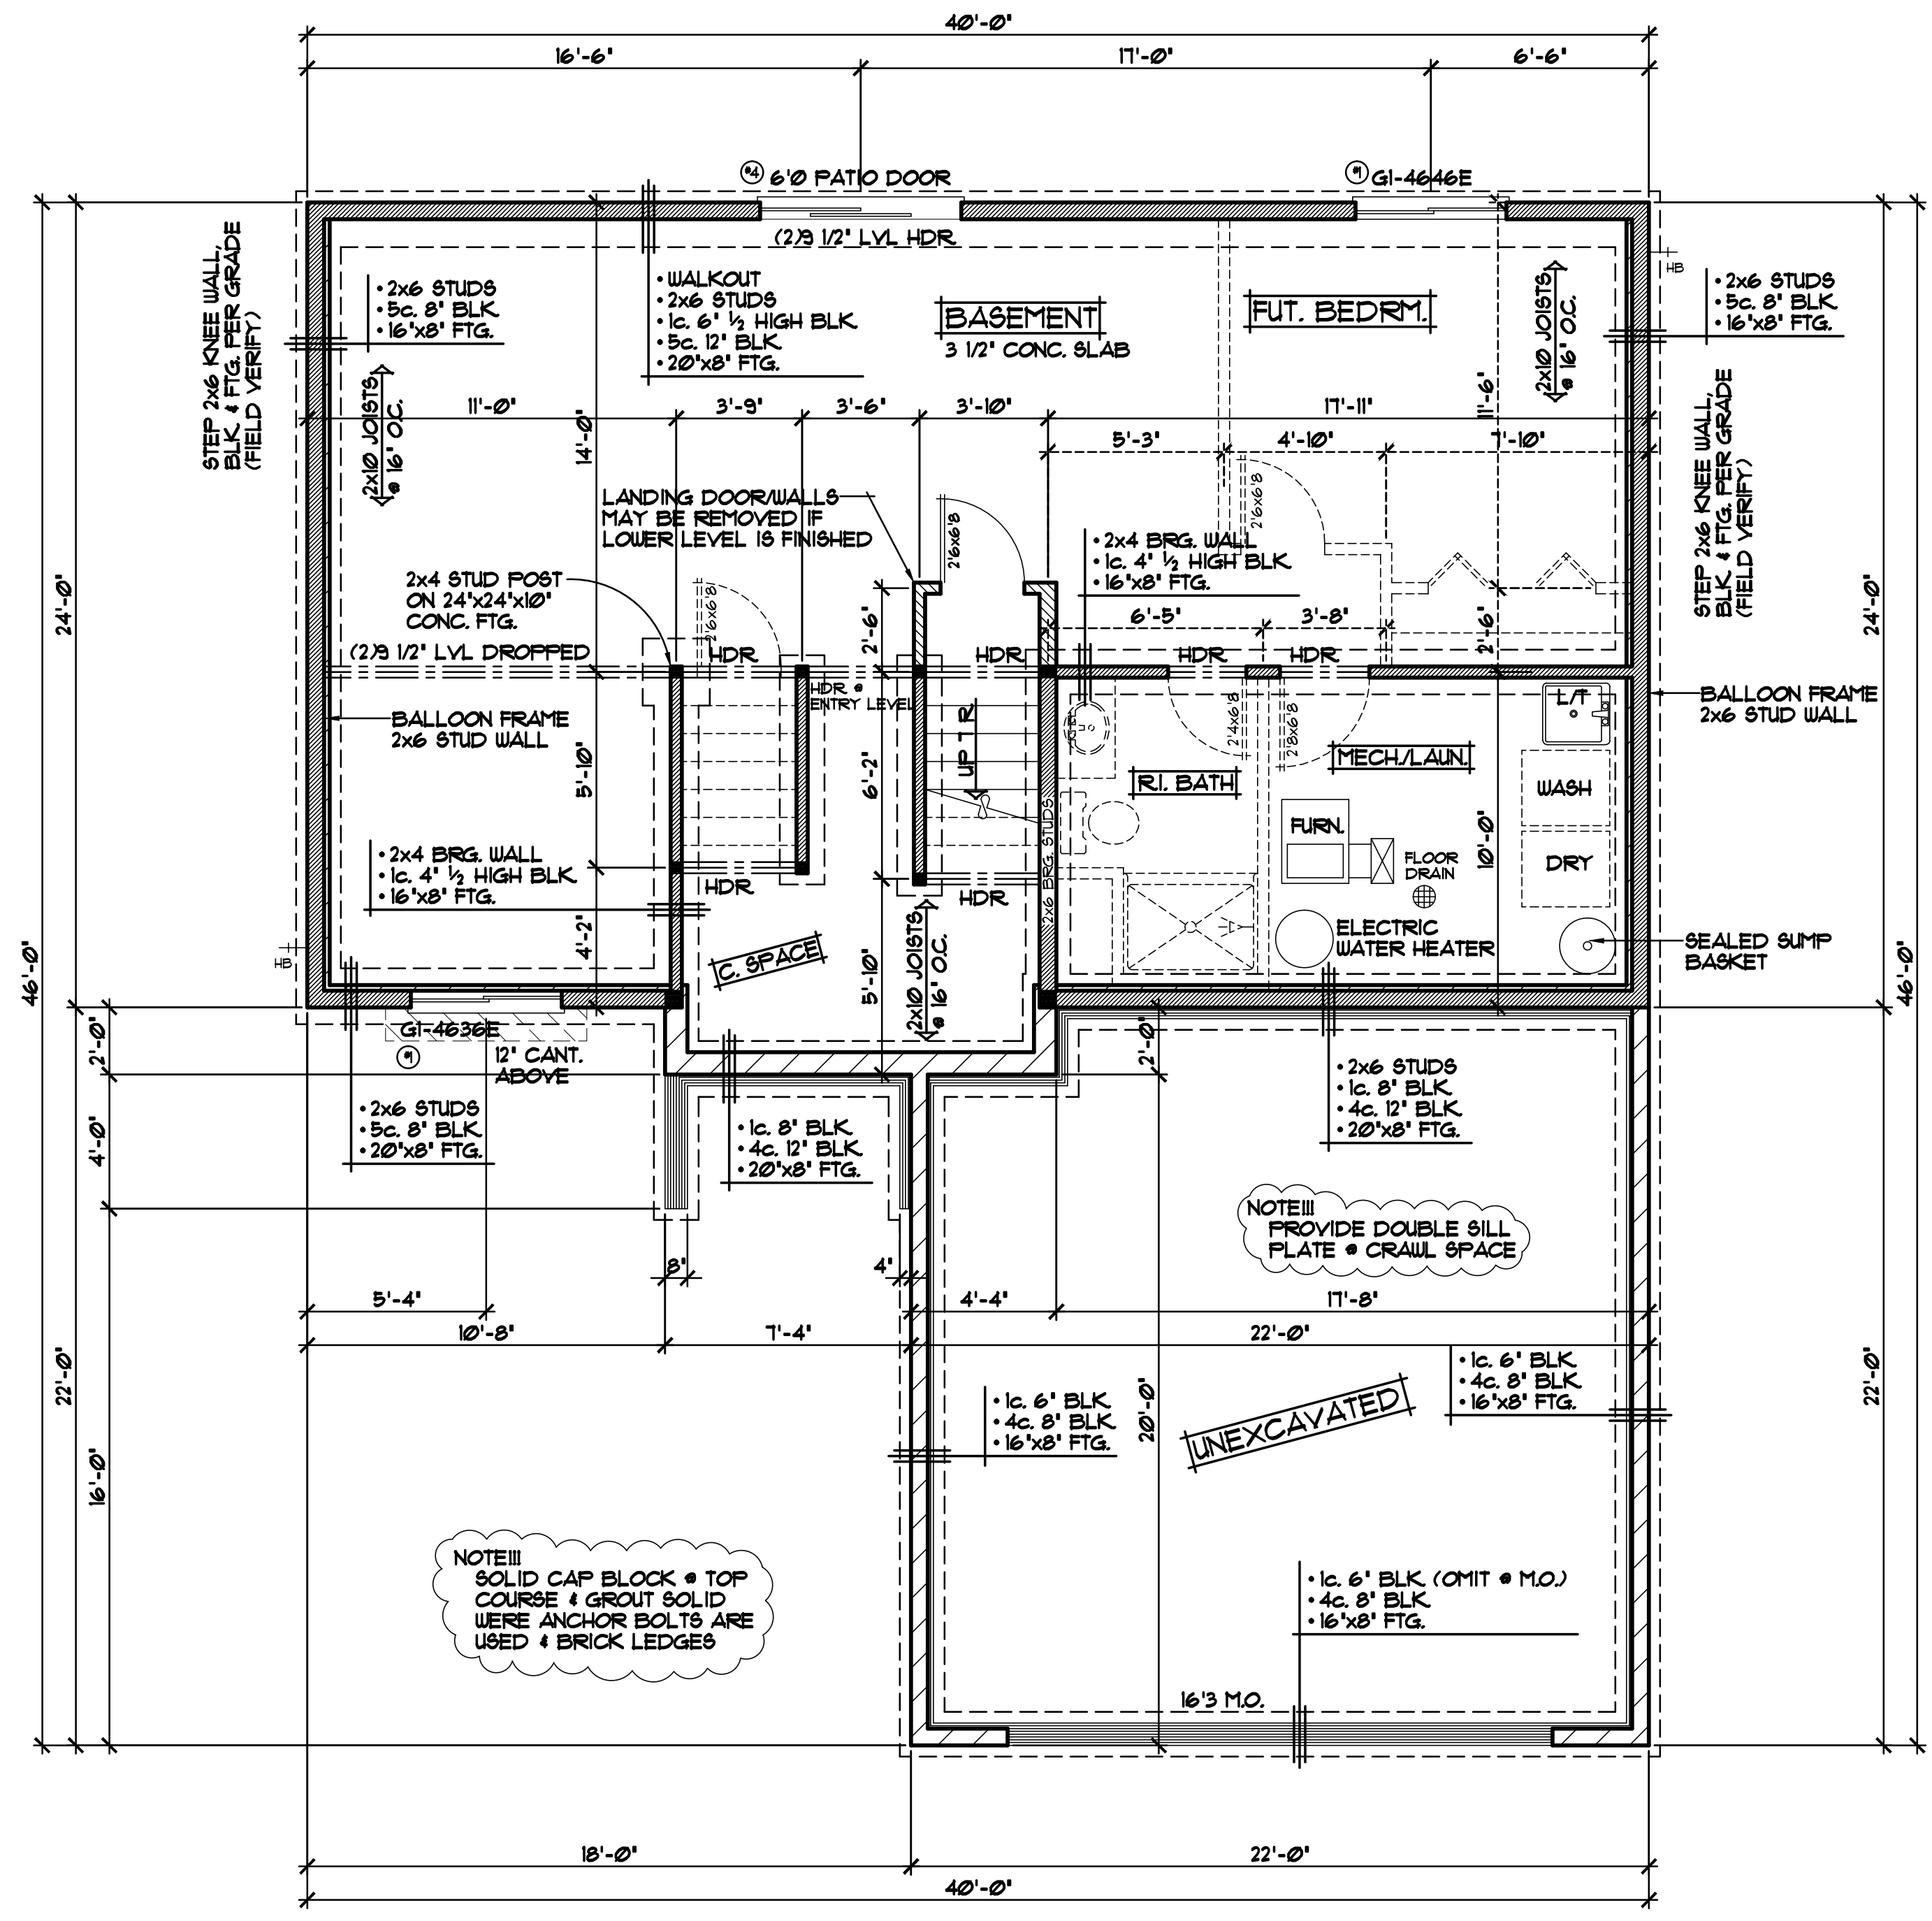 40'-0"
16'-6"
17'-0"
6'-6"
#4 6'0 PATIO DOOR
#1 G1-4646E
(2)9 1/2" LVL HDR
STEP 2x6 KNEE WALL,
BLK. & FTG. PER GRADE
(FIELD VERIFY)
• 2x6 STUDS
• 5c. 8" BLK.
• 16"x8" FTG.
• WALKOUT
• 2x6 STUDS
• 1c. 6" ½ HIGH BLK.
• 5c. 12" BLK.
• 20"x8" FTG.
BASEMENT
3 1/2" CONC. SLAB
FUT. BEDRM.
2x10 JOISTS
@ 16" O.C.
HB
• 2x6 STUDS
• 5c. 8" BLK.
• 16"x8" FTG.
2x10 JOISTS
@ 16" O.C.
11'-0"
3'-9"
3'-6"
3'-10"
17'-11"
14'-0"
11'-6"
5'-3"
4'-10"
7'-10"
STEP 2x6 KNEE WALL,
BLK. & FTG. PER GRADE
(FIELD VERIFY)
LANDING DOOR/WALLS
MAY BE REMOVED IF
LOWER LEVEL IS FINISHED
2'6x6'8
2'6x6'8
• 2x4 BRG. WALL
• 1c. 4" ½ HIGH BLK.
• 16"x8" FTG.
2x4 STUD POST
ON 24"x24"x10"
CONC. FTG.
2'6x6'8
24'-0"
24'-0"
6'-5"
3'-8"
2'-6"
2'-6"
(2)9 1/2" LVL DROPPED
HDR
HDR
HDR
HDR
HDR @
ENTRY LEVEL
BALLOON FRAME
2x6 STUD WALL
UP 7 R
2'4x6'8
2'8x6'8
L/T
BALLOON FRAME
2x6 STUD WALL
5'-10"
6'-2"
R.I. BATH
MECH./LAUN.
WASH
FURN.
10'-0"
DRY
FLOOR
DRAIN
• 2x4 BRG. WALL
• 1c. 4" ½ HIGH BLK.
• 16"x8" FTG.
HDR
HDR
2x6 BRG. STUDS
4'-2"
C. SPACE
5'-10"
2x10 JOISTS
@ 16" O.C.
ELECTRIC
WATER HEATER
SEALED SUMP
BASKET
HB
46'-0"
46'-0"
G1-4636E
#1
12" CANT.
ABOVE
2'-0"
2'-0"
• 2x6 STUDS
• 5c. 8" BLK.
• 20"x8" FTG.
• 1c. 8" BLK.
• 4c. 12" BLK.
• 20"x8" FTG.
• 2x6 STUDS
• 1c. 8" BLK.
• 4c. 12" BLK.
• 20"x8" FTG.
4'-0"
NOTE!!!
PROVIDE DOUBLE SILL
PLATE @ CRAWL SPACE
8"
4"
5'-4"
4'-4"
17'-8"
10'-8"
7'-4"
22'-0"
22'-0"
22'-0"
• 1c. 6" BLK.
• 4c. 8" BLK.
• 16"x8" FTG.
• 1c. 6" BLK.
• 4c. 8" BLK.
• 16"x8" FTG.
20'-0"
UNEXCAVATED
16'-0"
NOTE!!!
SOLID CAP BLOCK @ TOP
COURSE & GROUT SOLID
WERE ANCHOR BOLTS ARE
USED & BRICK LEDGES
• 1c. 6" BLK. (OMIT @ M.O.)
• 4c. 8" BLK.
• 16"x8" FTG.
16'3 M.O.
18'-0"
22'-0"
40'-0"